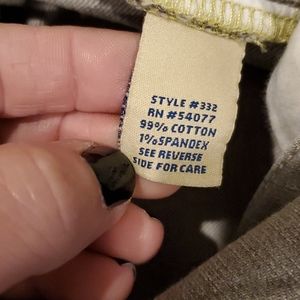 STYLE #332
RN #54077
99% COTTON
1% SPANDEX
SEE REVERSE
SIDE FOR CARE